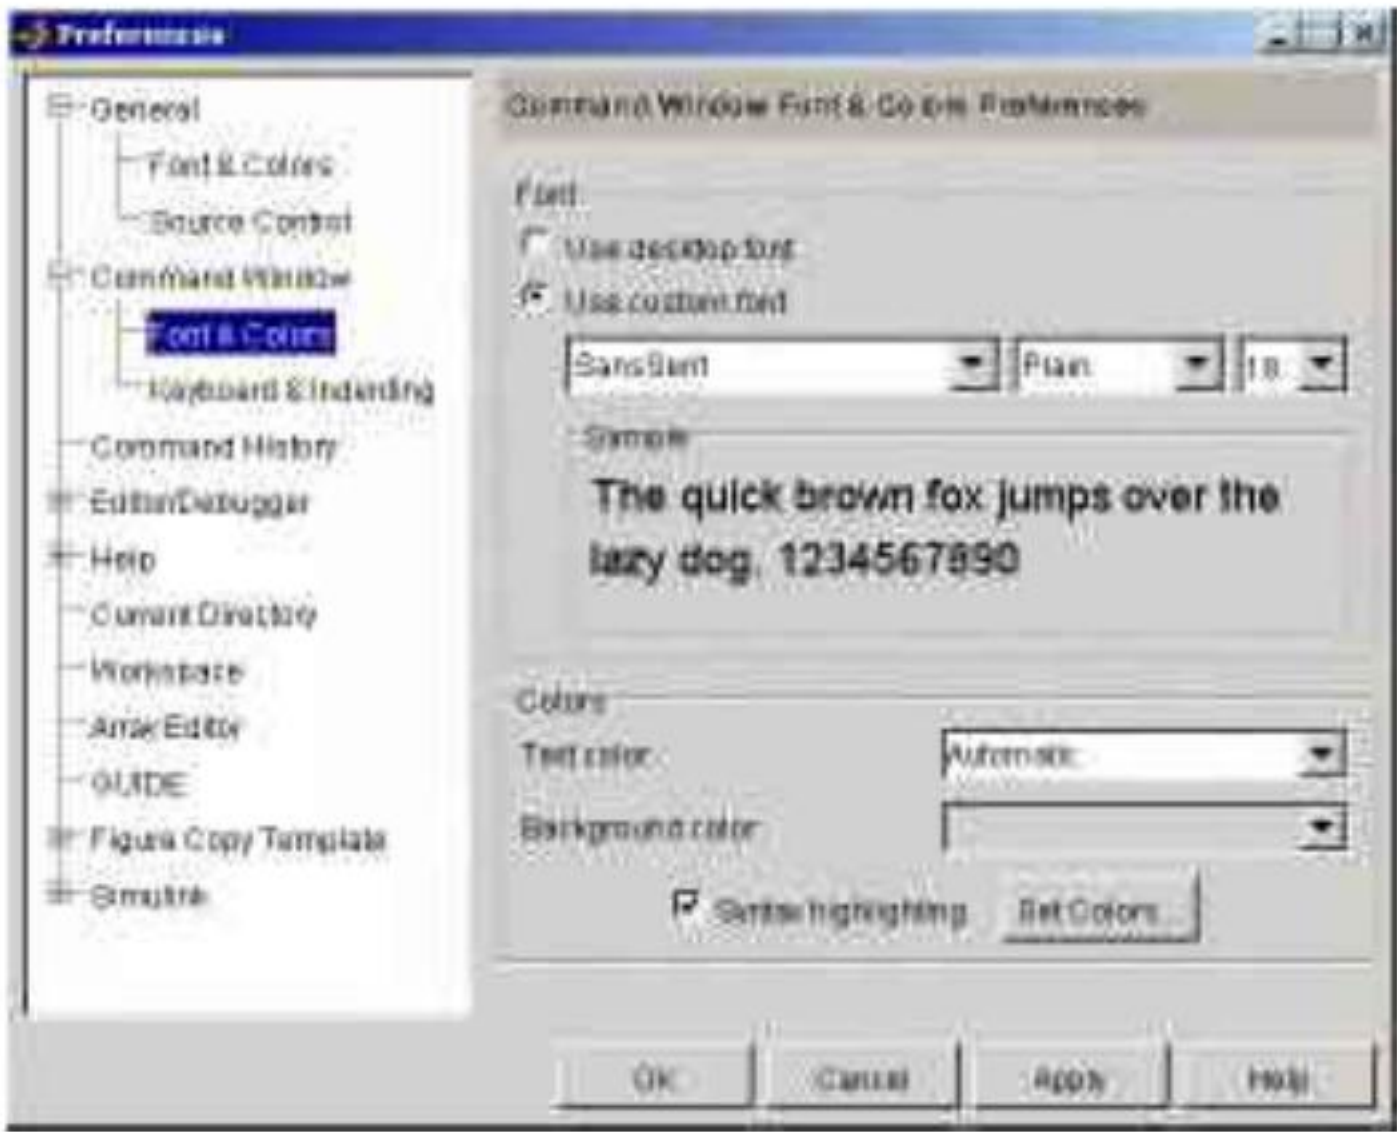 Preferences
General
Font & Colors
Source Control
Command Window
Font & Colors
Keyboard & Indenting
Command History
Editor/Debugger
Help
Current Directory
Workspace
Array Editor
GUIDE
Figure Copy Template
Simulink
Command Window Font & Colors Preferences
Font
Use desktop font
Use custom font
SansSerif Plain 18
Sample
The quick brown fox jumps over the
lazy dog. 1234567890
Colors
Text color: Automatic
Background color:
Syntax highlighting Set Colors...
OK Cancel Apply Help